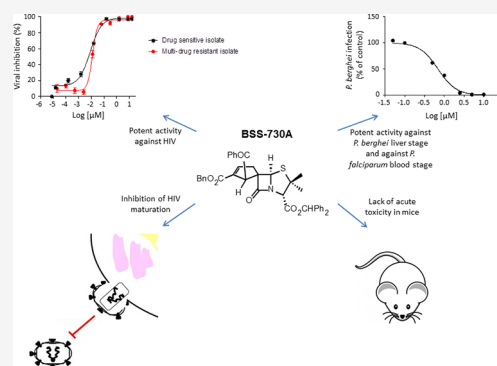 Viral inhibition (%)
100
80
60
40
20
0
-6 -5 -4 -3 -2 -1 0 1
Log [µM]
Drug sensitive isolate
Multi-drug resistant isolate
P. berghei infection
(% of control)
150
100
50
0
-1.5 -1.0 -0.5 0.0 0.5 1.0
Log [µM]
Potent activity
against HIV
BSS-730A
Potent activity against
P. berghei liver stage
and against P.
falciparum blood stage
PhOC
H
S
BnO2C
H
N
O
CO2CHPh2
Inhibition of HIV
maturation
Lack of acute
toxicity in mice